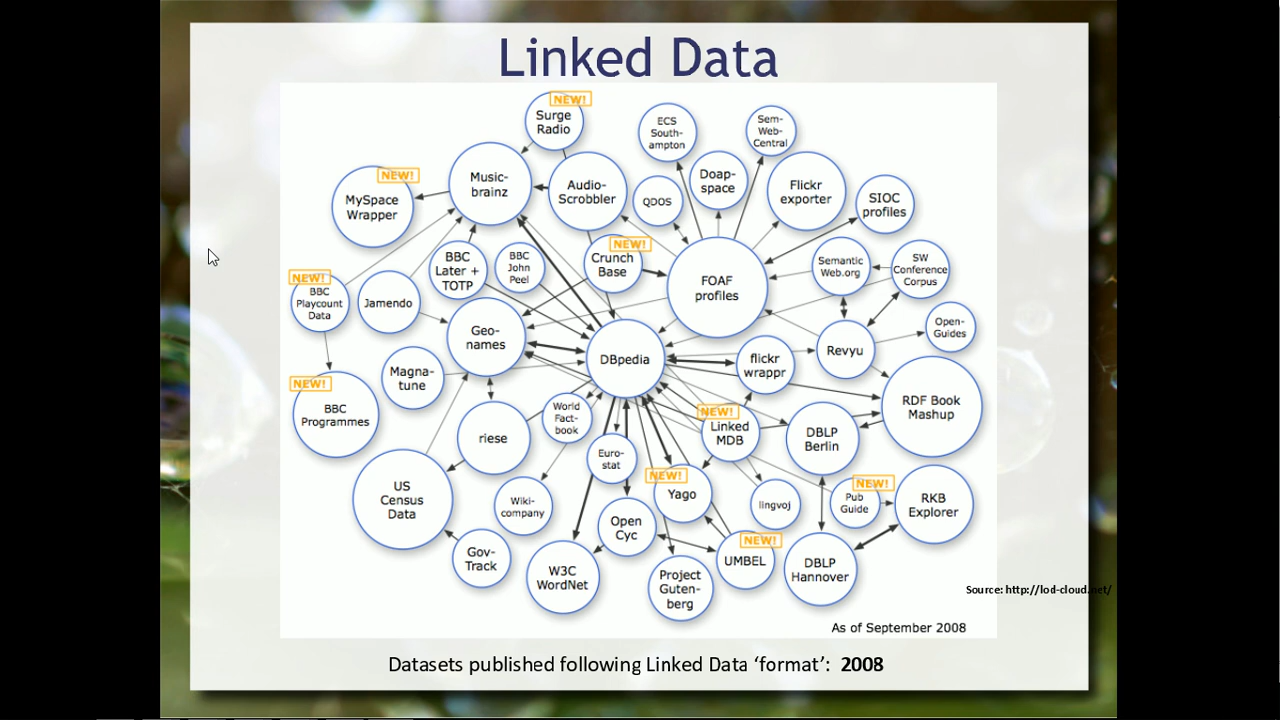 Linked Data
NEW!
Surge
Radio
ECS
South-
ampton
Sem-
Web-
Central
NEW!
MySpace
Wrapper
Music-
brainz
Audio-
Scrobbler
QDOS
Doap-
space
Flickr
exporter
SIOC
profiles
NEW!
BBC
Playcount
Data
Jamendo
BBC
Later +
TOTP
BBC
John
Peel
NEW!
Crunch
Base
FOAF
profiles
Semantic
Web.org
SW
Conference
Corpus
Geo-
names
DBpedia
flickr
wrappr
Revyu
Open-
Guides
NEW!
BBC
Programmes
Magna-
tune
riese
World
Fact-
book
Euro-
stat
NEW!
Linked
MDB
DBLP
Berlin
RDF Book
Mashup
US
Census
Data
Wiki-
company
Open
Cyc
NEW!
Yago
lingvoj
NEW!
Pub
Guide
RKB
Explorer
Gov-
Track
W3C
WordNet
Project
Guten-
berg
NEW!
UMBEL
DBLP
Hannover
Source: http://lod-cloud.net/
As of September 2008
Datasets published following Linked Data ‘format’: 2008